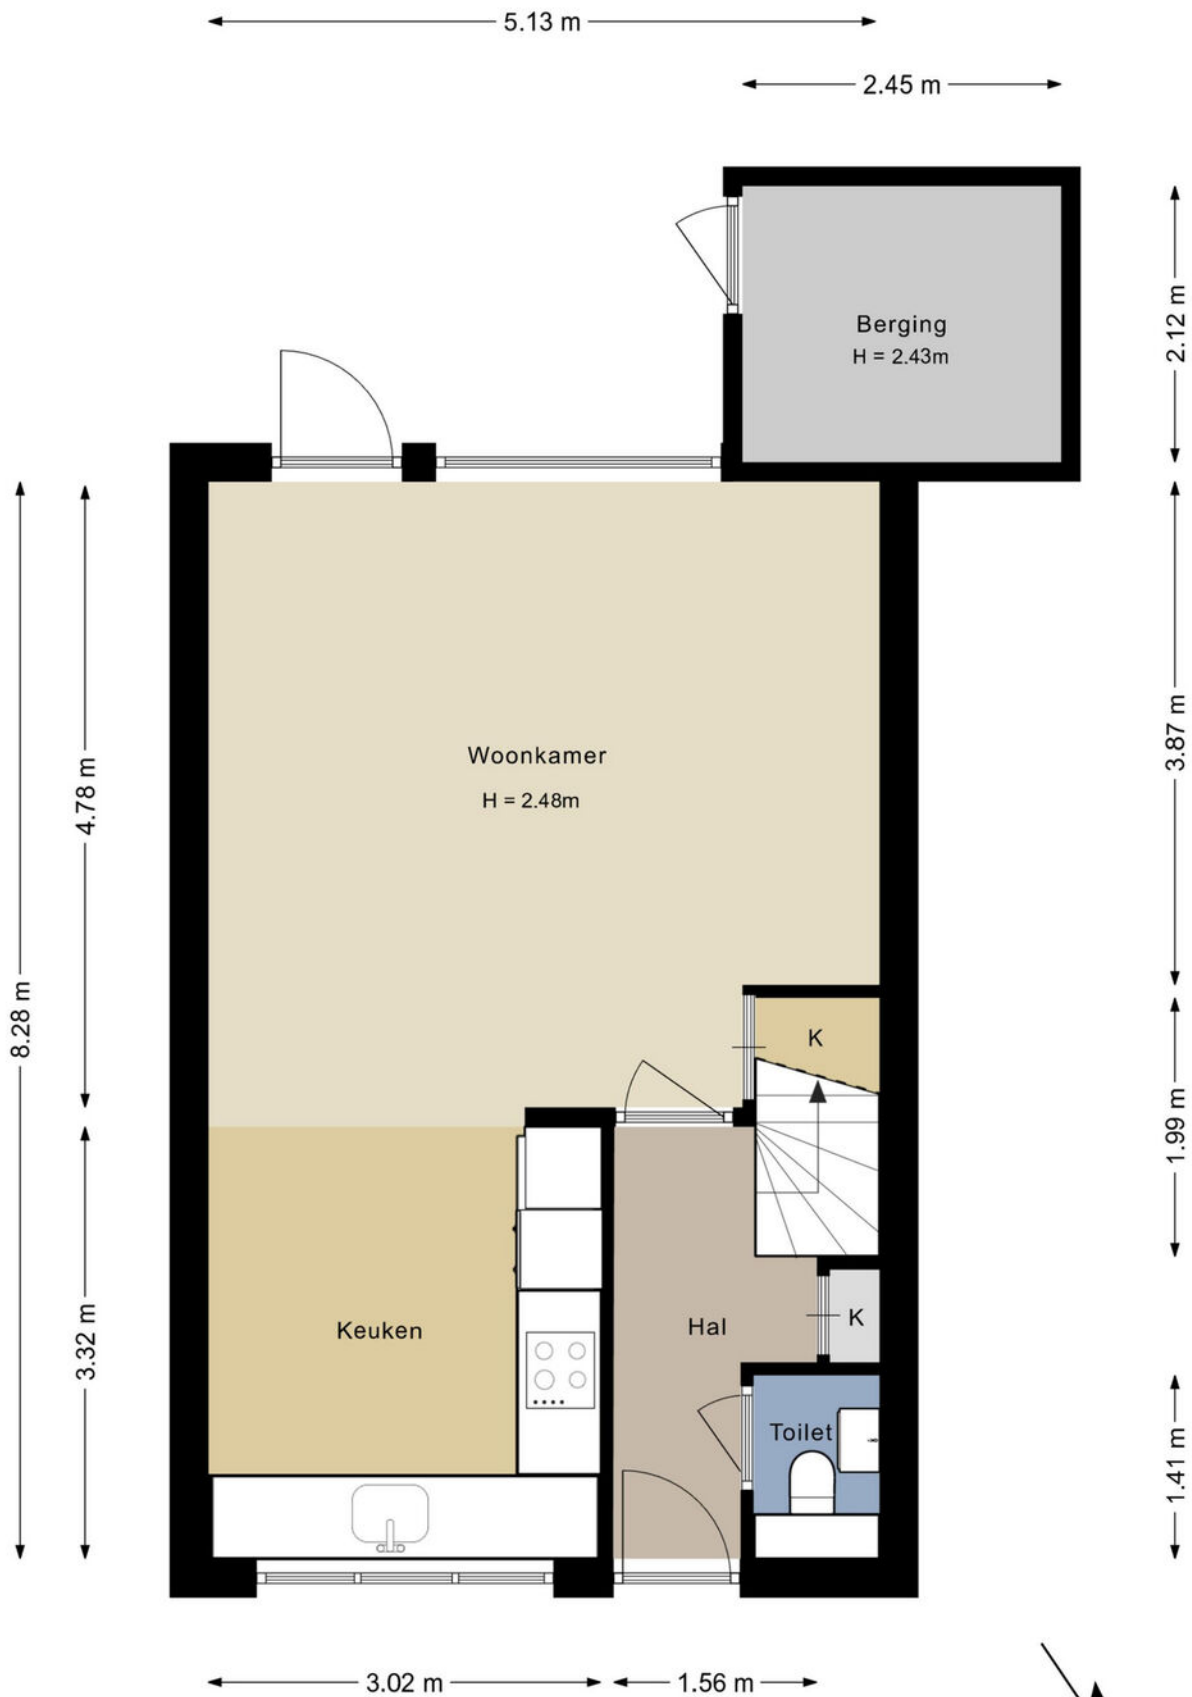 5.13 m
2.45 m
Berging
H = 2.43m
2.12 m
Woonkamer
H = 2.48m
3.87 m
4.78 m
8.28 m
K
1.99 m
Keuken
Hal
K
3.32 m
Toilet
1.41 m
3.02 m
1.56 m